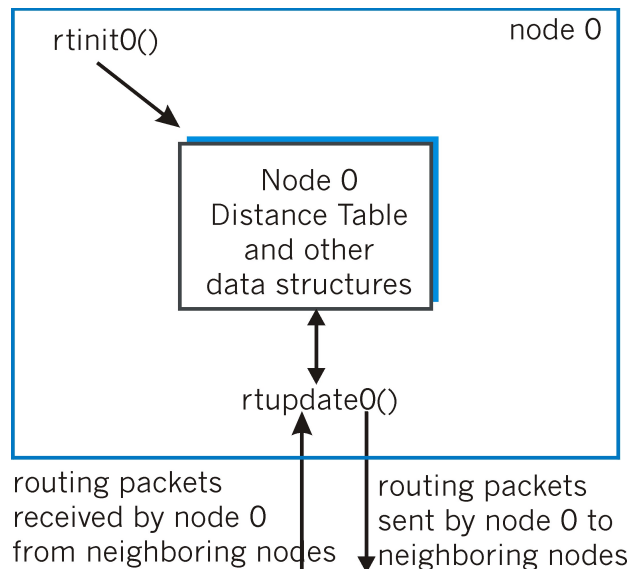 rtinit0()
node 0
Node 0
Distance Table
and other
data structures
rtupdate0()
routing packets
received by node 0
from neighboring nodes
routing packets
sent by node 0 to
neighboring nodes